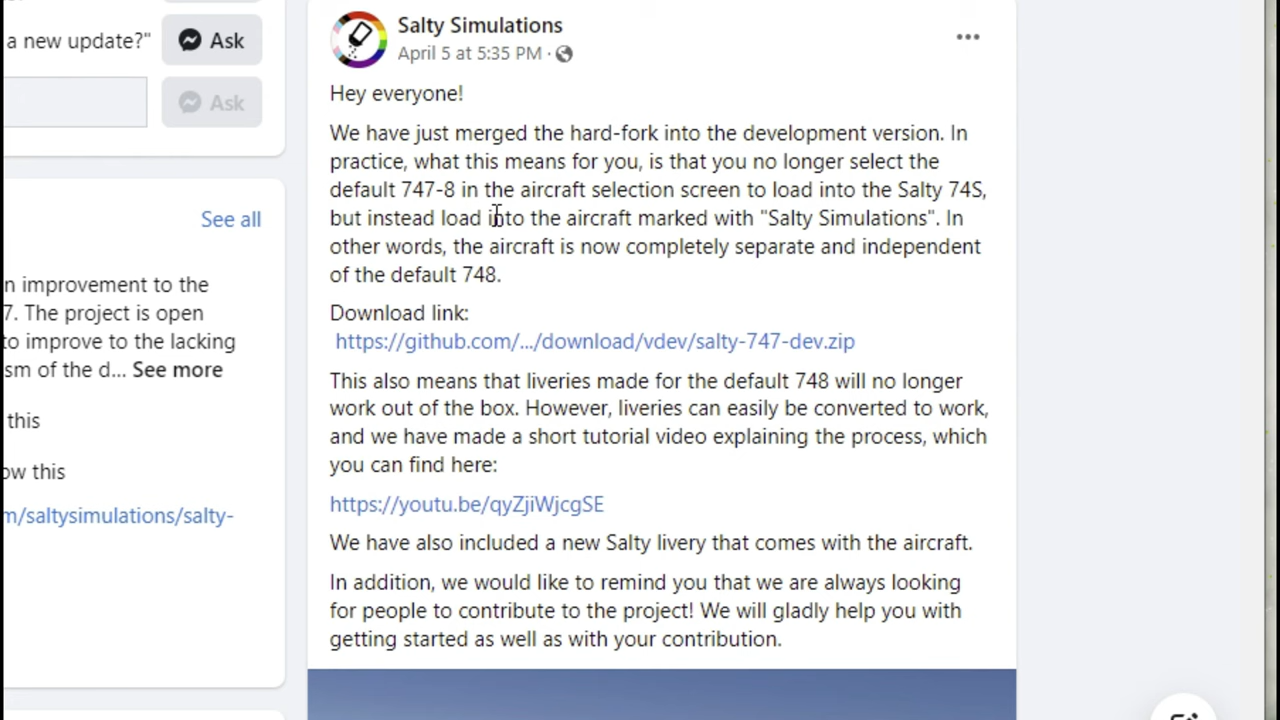 a new update?"
Ask
Ask
See all
n improvement to the
7. The project is open
to improve to the lacking
sm of the d... See more
this
ow this
m/saltysimulations/salty-
Salty Simulations
April 5 at 5:35 PM ·
Hey everyone!
We have just merged the hard-fork into the development version. In
practice, what this means for you, is that you no longer select the
default 747-8 in the aircraft selection screen to load into the Salty 74S,
but instead load into the aircraft marked with "Salty Simulations". In
other words, the aircraft is now completely separate and independent
of the default 748.
Download link:
https://github.com/.../download/vdev/salty-747-dev.zip
This also means that liveries made for the default 748 will no longer
work out of the box. However, liveries can easily be converted to work,
and we have made a short tutorial video explaining the process, which
you can find here:
https://youtu.be/qyZjiWjcgSE
We have also included a new Salty livery that comes with the aircraft.
In addition, we would like to remind you that we are always looking
for people to contribute to the project! We will gladly help you with
getting started as well as with your contribution.